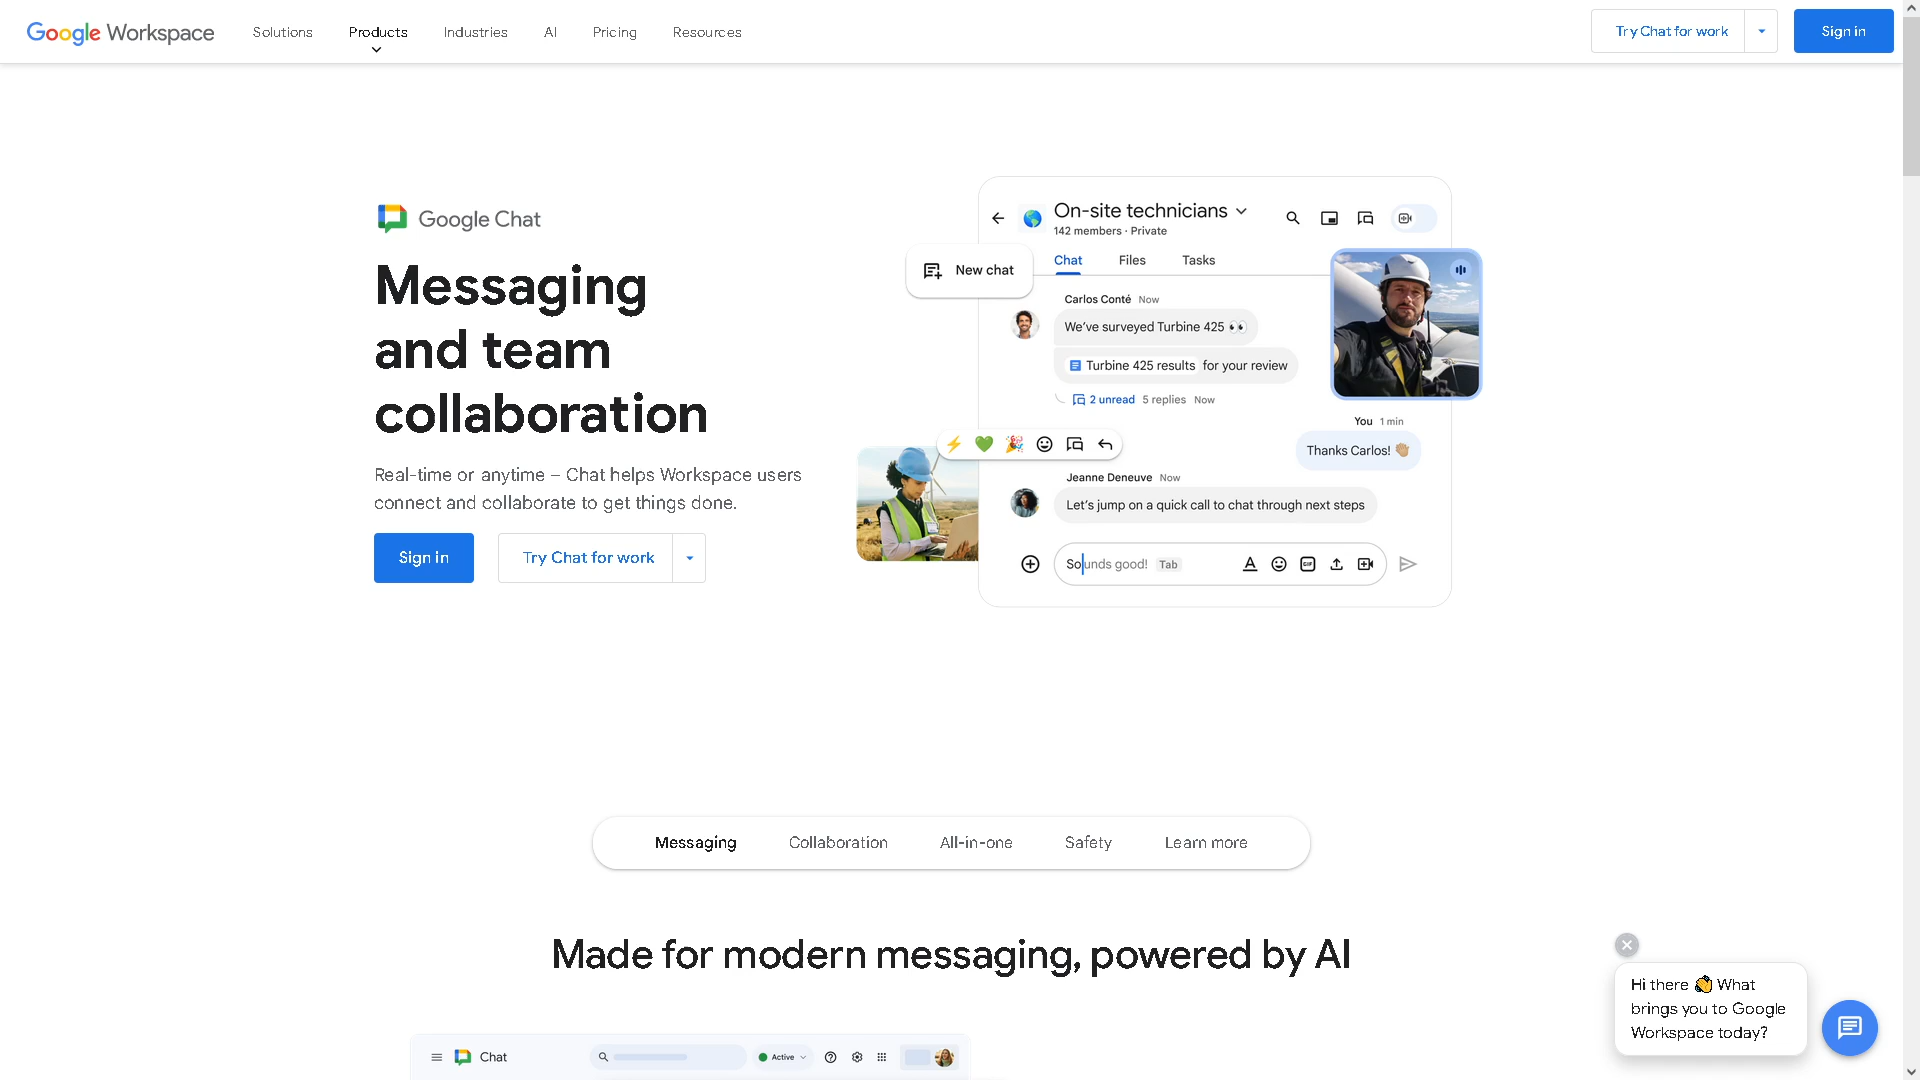 Google Workspace
Solutions
Products
Industries
AI
Pricing
Resources
Try Chat for work
Sign in
Google Chat
Messaging
and team
collaboration
Real-time or anytime – Chat helps Workspace users
connect and collaborate to get things done.
Sign in
Try Chat for work
On-site technicians
142 members · Private
New chat
Chat
Files
Tasks
Carlos Conté Now
We've surveyed Turbine 425 👀
Turbine 425 results for your review
2 unread 5 replies Now
You 1 min
Thanks Carlos! 👏🏼
Jeanne Deneuve Now
Let's jump on a quick call to chat through next steps
Sounds good! Tab
GIF
Messaging
Collaboration
All-in-one
Safety
Learn more
Made for modern messaging, powered by AI
Chat
Active
Hi there 👋 What
brings you to Google
Workspace today?